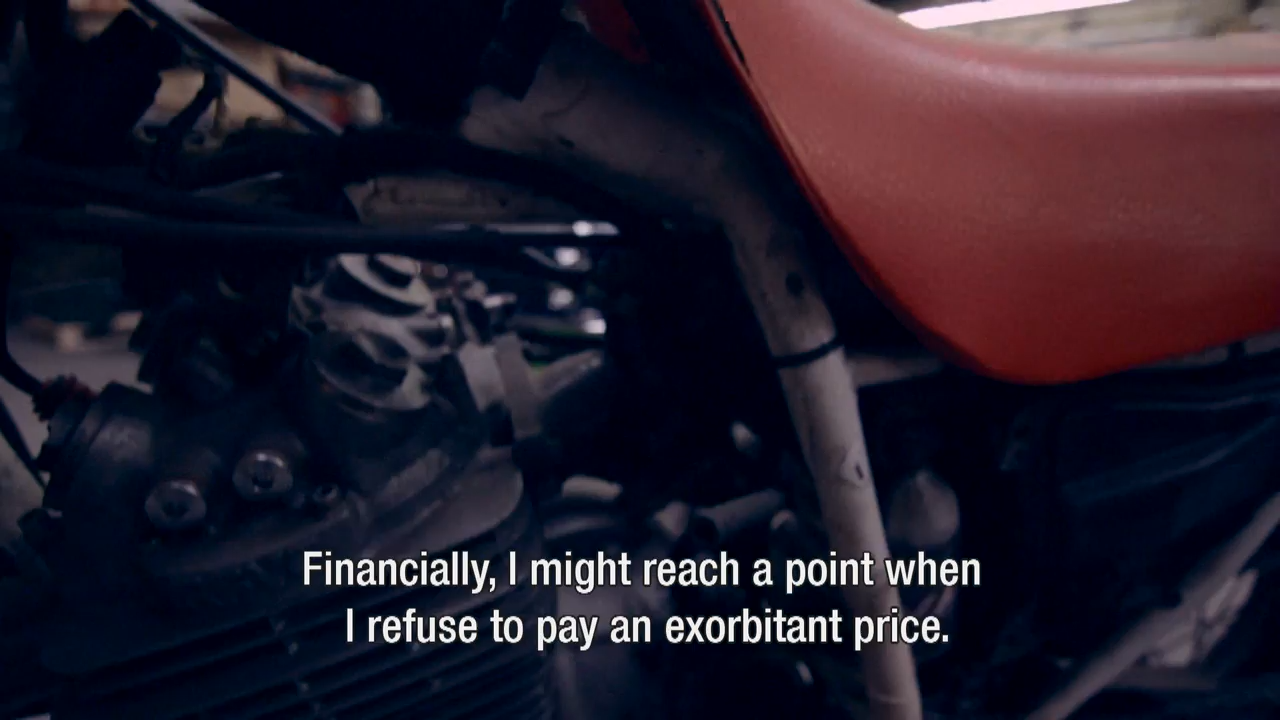 Financially, I might reach a point when
I refuse to pay an exorbitant price.